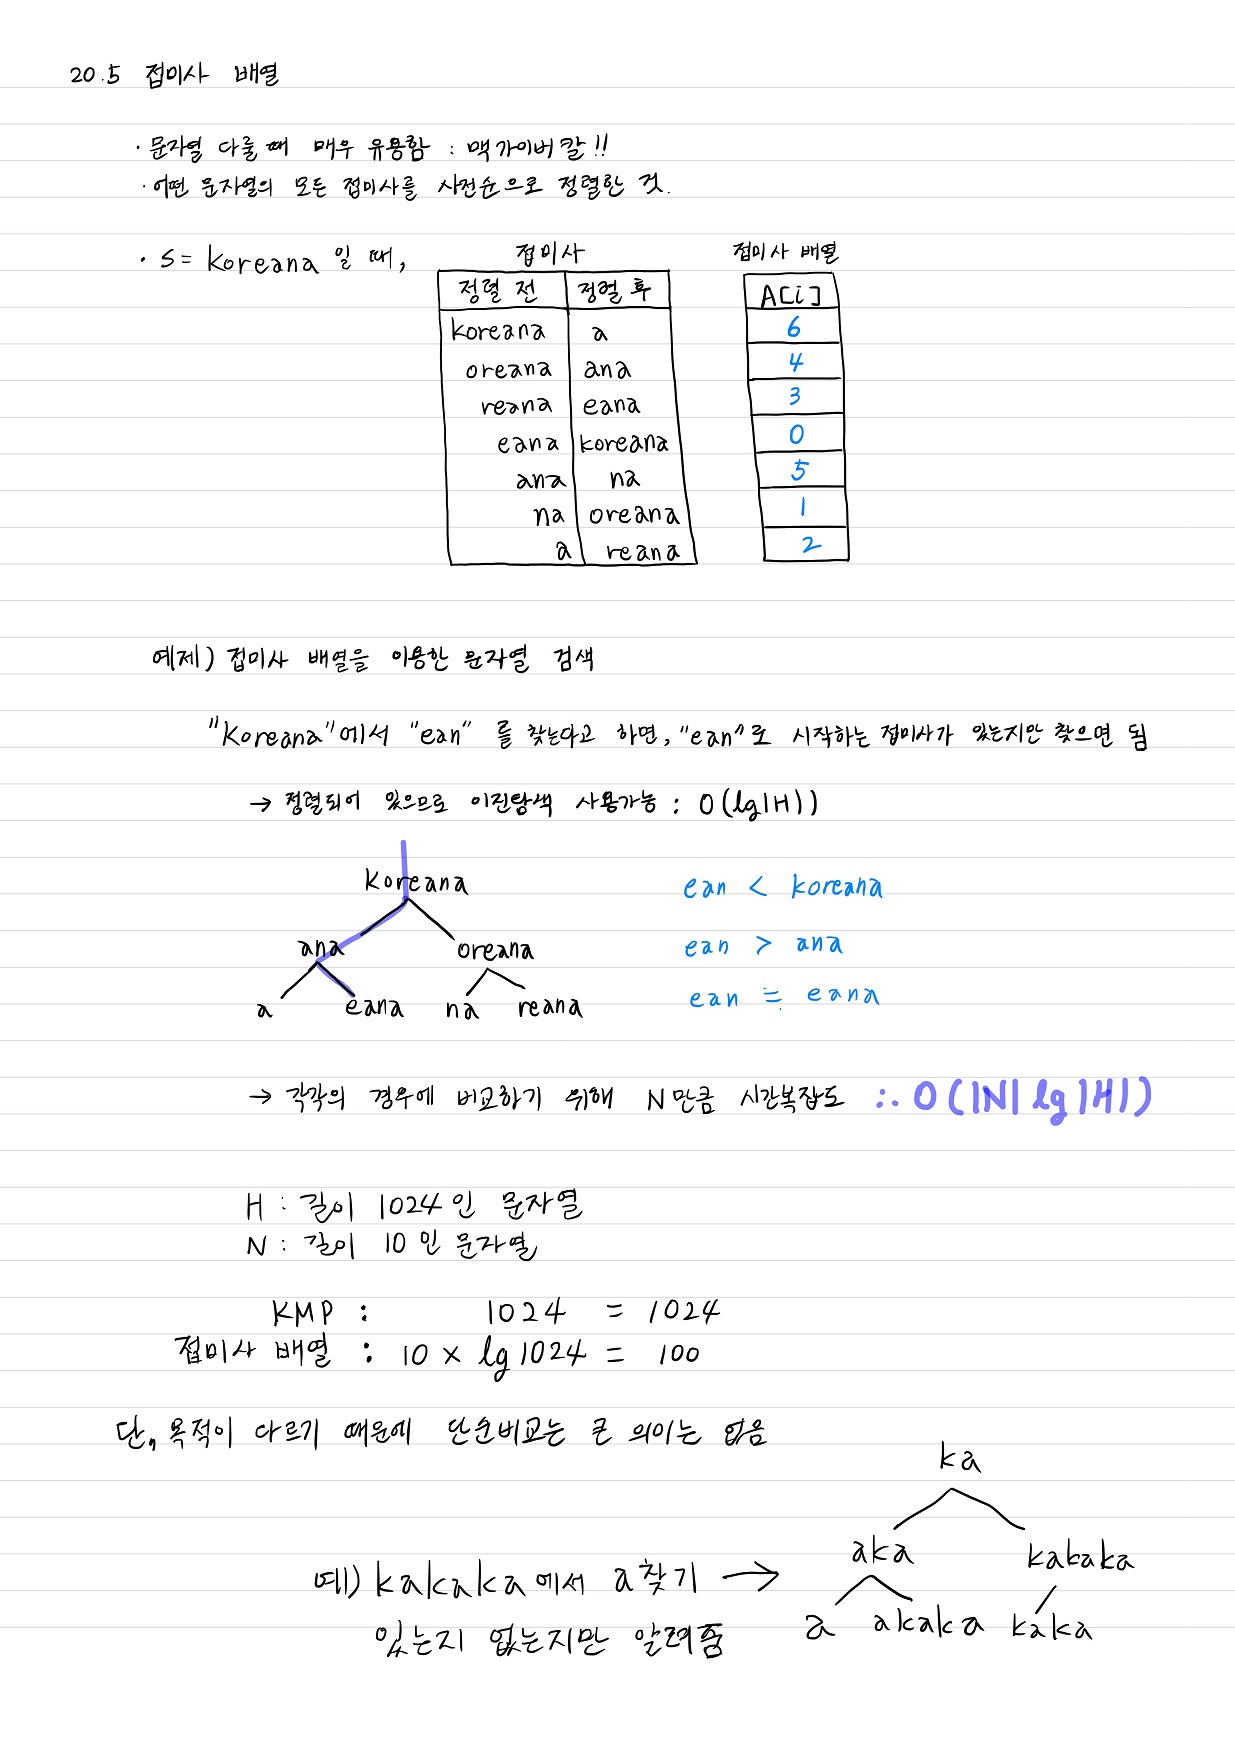 20.5 접미사 배열
· 문자열 다룰 때 매우 유용함 : 맥가이버칼!!
· 어떤 문자열의 모든 접미사를 사전순으로 정렬한 것.
· S = koreana 일 때,
접미사 접미사 배열
정렬 전 정렬 후 A[i]
koreana a 6
oreana ana 4
reana eana 3
eana koreana 0
ana na 5
na oreana 1
a reana 2
예제) 접미사 배열을 이용한 문자열 검색
"Koreana"에서 "ean" 를 찾는다고 하면, "ean"로 시작하는 접미사가 있는지만 찾으면 됨
→ 정렬되어 있으므로 이진탐색 사용가능 : O(lg|H|)
Koreana ean < koreana
ana oreana ean > ana
a eana na reana ean ≒ eana
→ 각각의 경우에 비교하기 위해 N만큼 시간복잡도 ∴ O(|N| lg |H|)
H : 길이 1024인 문자열
N : 길이 10인 문자열
KMP : 1024 = 1024
접미사 배열 : 10 × lg 1024 = 100
단, 목적이 다르기 때문에 단순비교는 큰 의미는 없음
ka
aka kakaka
a akaka kaka
예) kakaka에서 a찾기 →
있는지 없는지만 알려줌